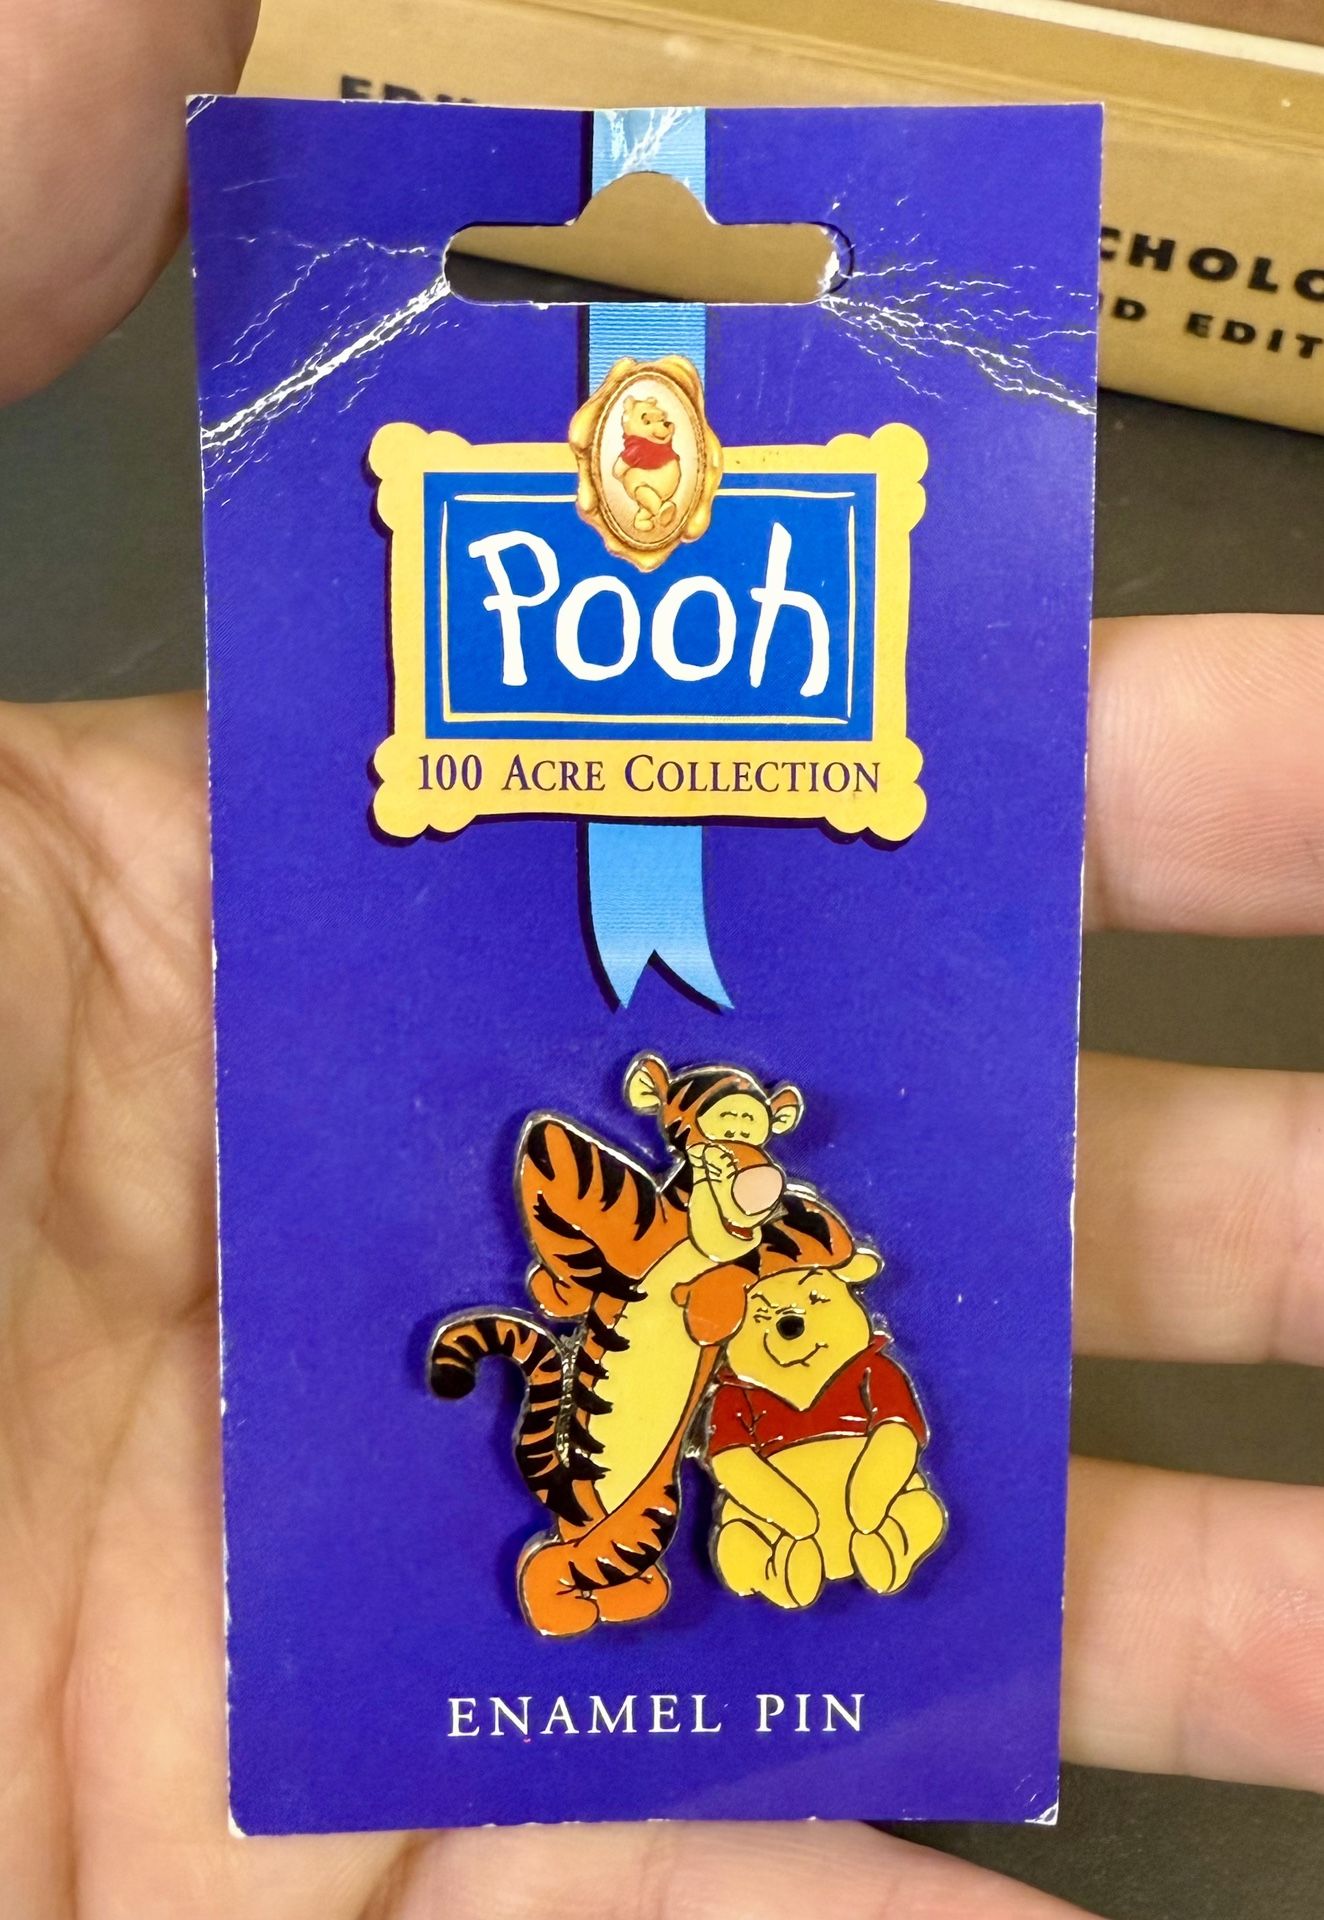 Pooh
100 ACRE COLLECTION
ENAMEL PIN